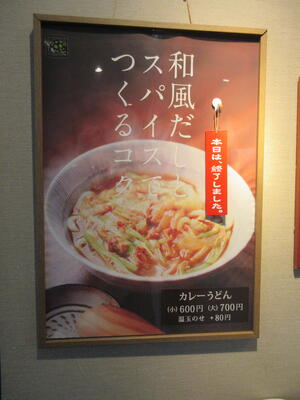 和風だしと
スパイスで
つくるコク
本日は、終了しました。
カレーうどん
(小)600円 (大)700円
温玉のせ +80円